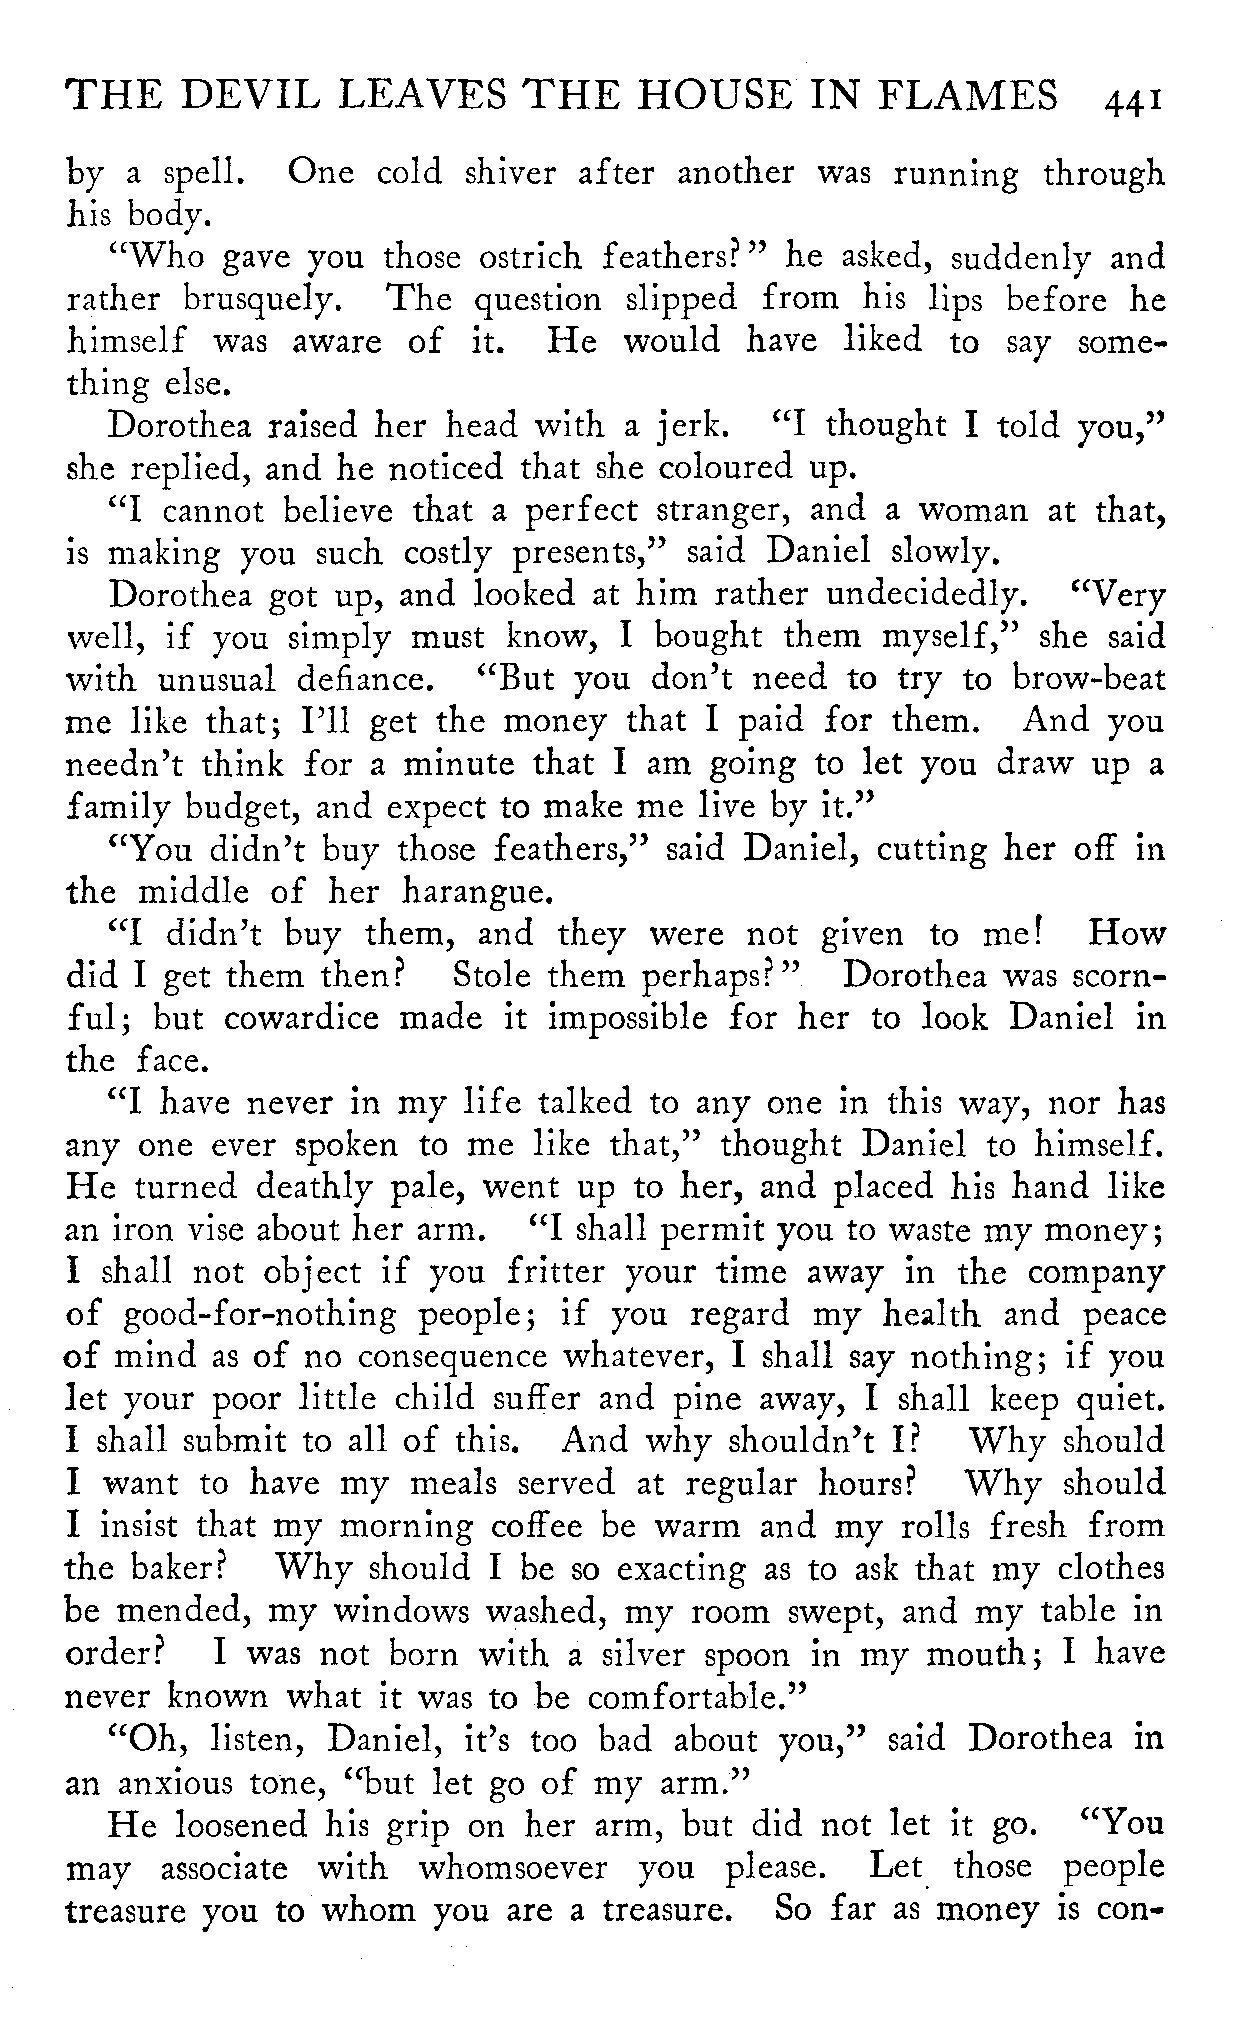 THE DEVIL LEAVES THE HOUSE IN FLAMES 441
by a spell. One cold shiver after another was running through
his body.
"Who gave you those ostrich feathers?" he asked, suddenly and
rather brusquely. The question slipped from his lips before he
himself was aware of it. He would have liked to say some-
thing else.
Dorothea raised her head with a jerk. "I thought I told you,"
she replied, and he noticed that she coloured up.
"I cannot believe that a perfect stranger, and a woman at that,
is making you such costly presents," said Daniel slowly.
Dorothea got up, and looked at him rather undecidedly. "Very
well, if you simply must know, I bought them myself," she said
with unusual defiance. "But you don't need to try to brow-beat
me like that; I'll get the money that I paid for them. And you
needn't think for a minute that I am going to let you draw up a
family budget, and expect to make me live by it."
"You didn't buy those feathers," said Daniel, cutting her off in
the middle of her harangue.
"I didn't buy them, and they were not given to me! How
did I get them then? Stole them perhaps?" Dorothea was scorn-
ful; but cowardice made it impossible for her to look Daniel in
the face.
"I have never in my life talked to any one in this way, nor has
any one ever spoken to me like that," thought Daniel to himself.
He turned deathly pale, went up to her, and placed his hand like
an iron vise about her arm. "I shall permit you to waste my money;
I shall not object if you fritter your time away in the company
of good-for-nothing people; if you regard my health and peace
of mind as of no consequence whatever, I shall say nothing; if you
let your poor little child suffer and pine away, I shall keep quiet.
I shall submit to all of this. And why shouldn't I? Why should
I want to have my meals served at regular hours? Why should
I insist that my morning coffee be warm and my rolls fresh from
the baker? Why should I be so exacting as to ask that my clothes
be mended, my windows washed, my room swept, and my table in
order? I was not born with a silver spoon in my mouth; I have
never known what it was to be comfortable."
"Oh, listen, Daniel, it's too bad about you," said Dorothea in
an anxious tone, "but let go of my arm."
He loosened his grip on her arm, but did not let it go. "You
may associate with whomsoever you please. Let those people
treasure you to whom you are a treasure. So far as money is con-